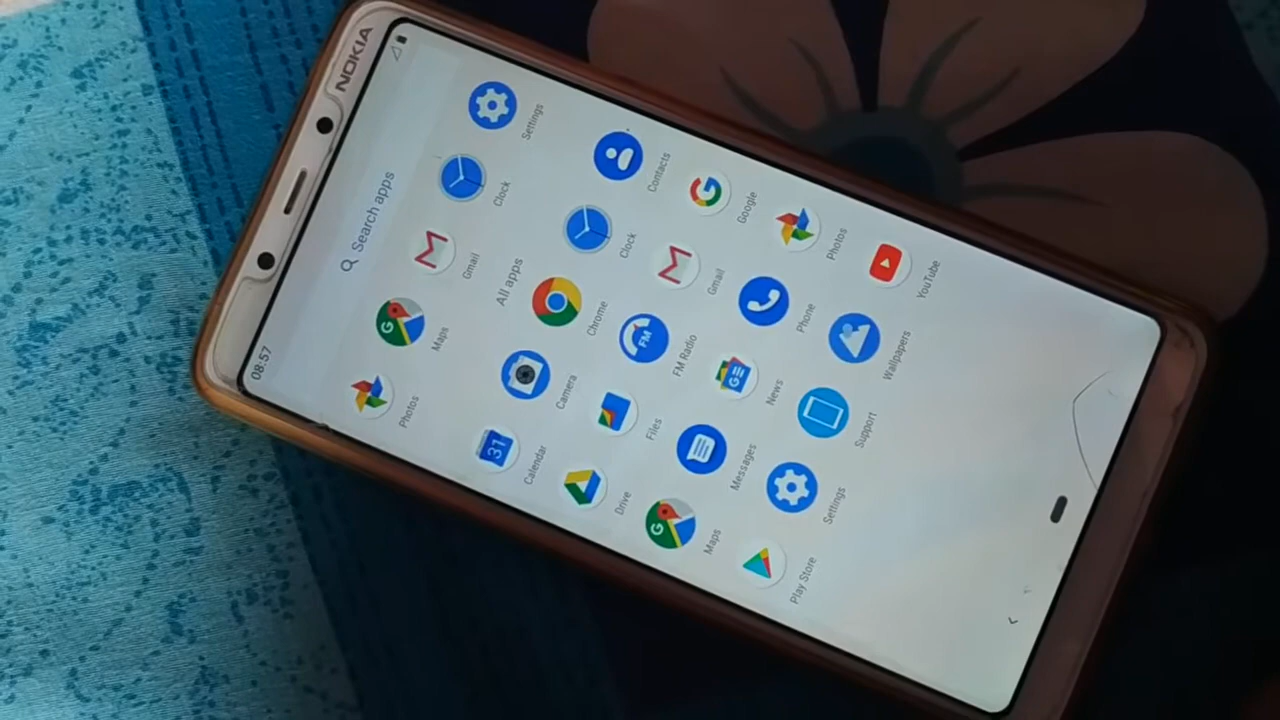 NOKIA
08:57
Search apps
Photos Maps Gmail Clock Settings
All apps
31
Calendar Camera Chrome Clock Contacts
FM
Drive Files FM Radio Gmail Google
Maps Messages News Phone Photos
Play Store Settings Support Wallpapers YouTube